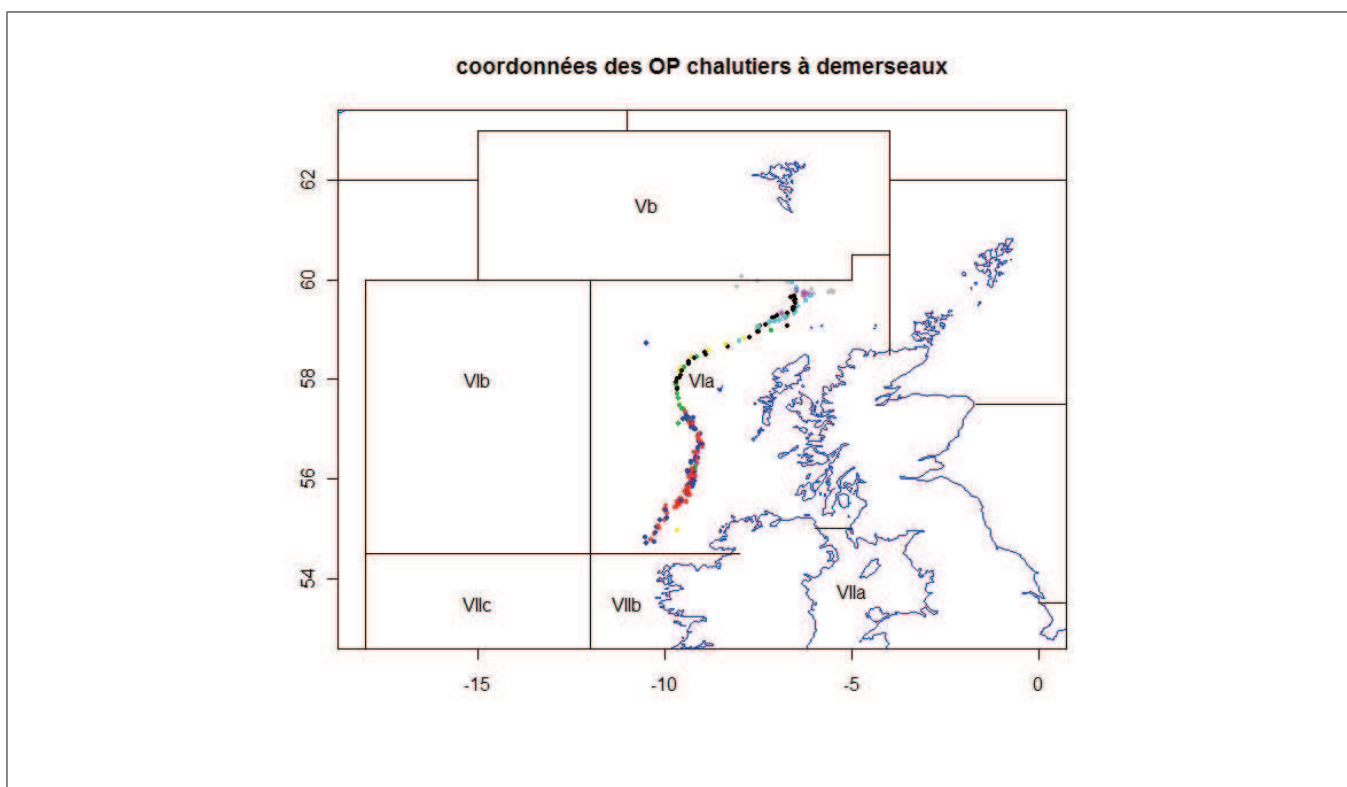 coordonnées des OP chalutiers à demerseaux
62
Vb
60
58
VIb
VIa
56
54
VIIc
VIIb
VIIa
-15
-10
-5
0